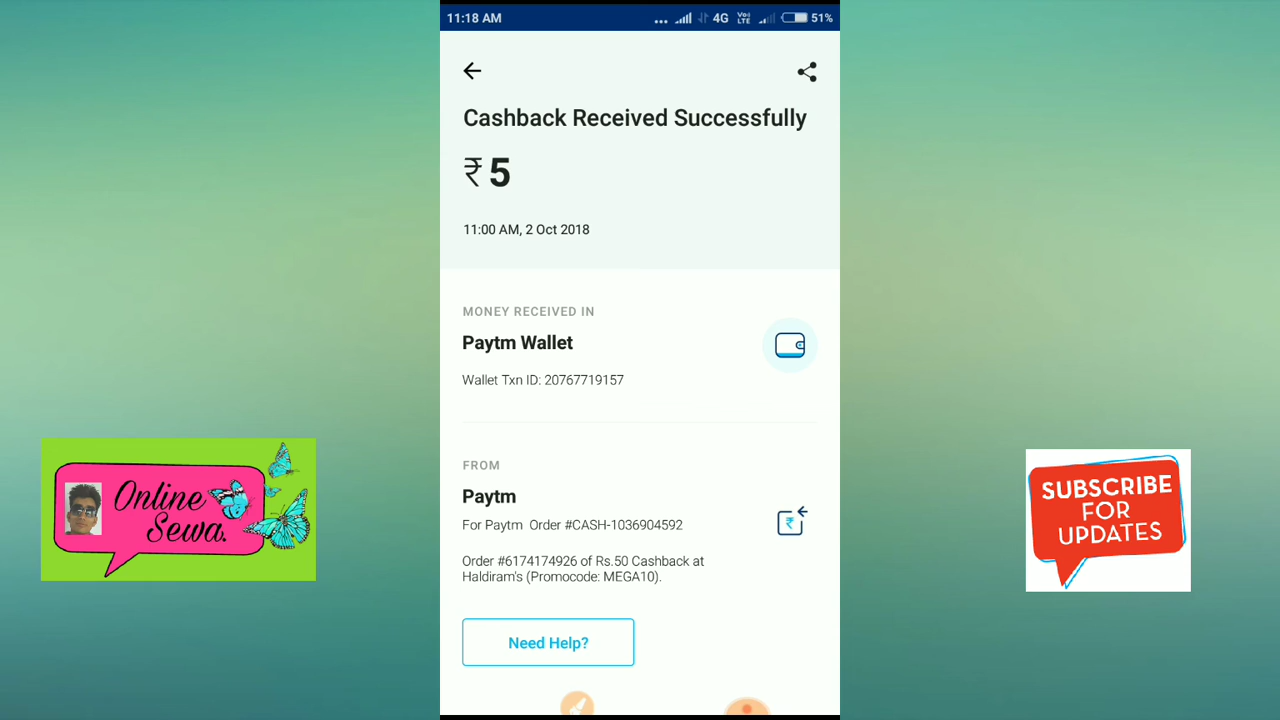 11:18 AM
4G
Vo)
LTE
51%
Cashback Received Successfully
₹ 5
11:00 AM, 2 Oct 2018
MONEY RECEIVED IN
Paytm Wallet
Wallet Txn ID: 20767719157
FROM
Paytm
For Paytm Order #CASH-1036904592
Order #6174174926 of Rs.50 Cashback at
Haldiram's (Promocode: MEGA10).
Need Help?
Online
Sewa.
SUBSCRIBE
FOR
UPDATES